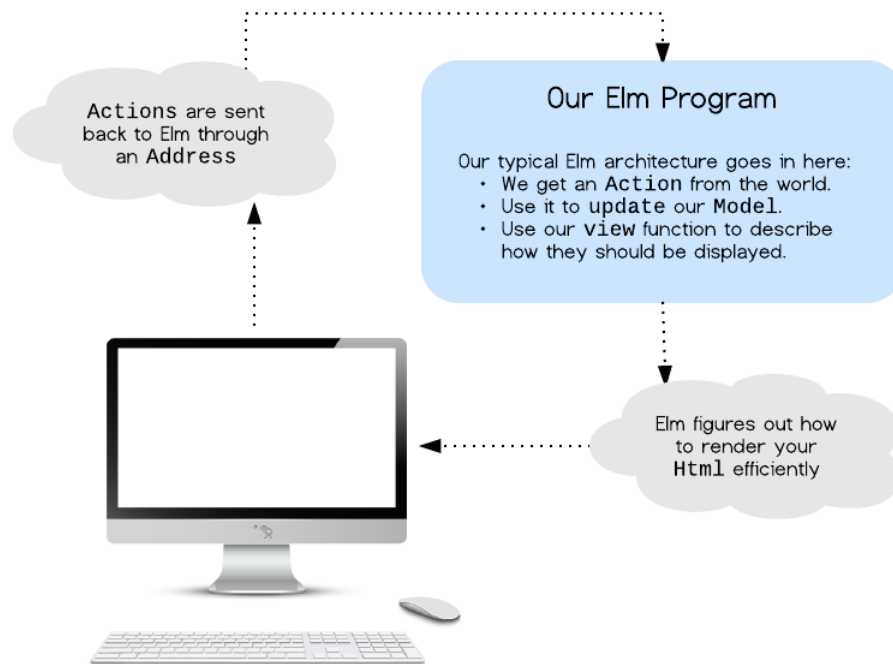 Actions are sent
back to Elm through
an Address
Our Elm Program
Our typical Elm architecture goes in here:
• We get an Action from the world.
• Use it to update our Model.
• Use our view function to describe
how they should be displayed.
Elm figures out how
to render your
Html efficiently